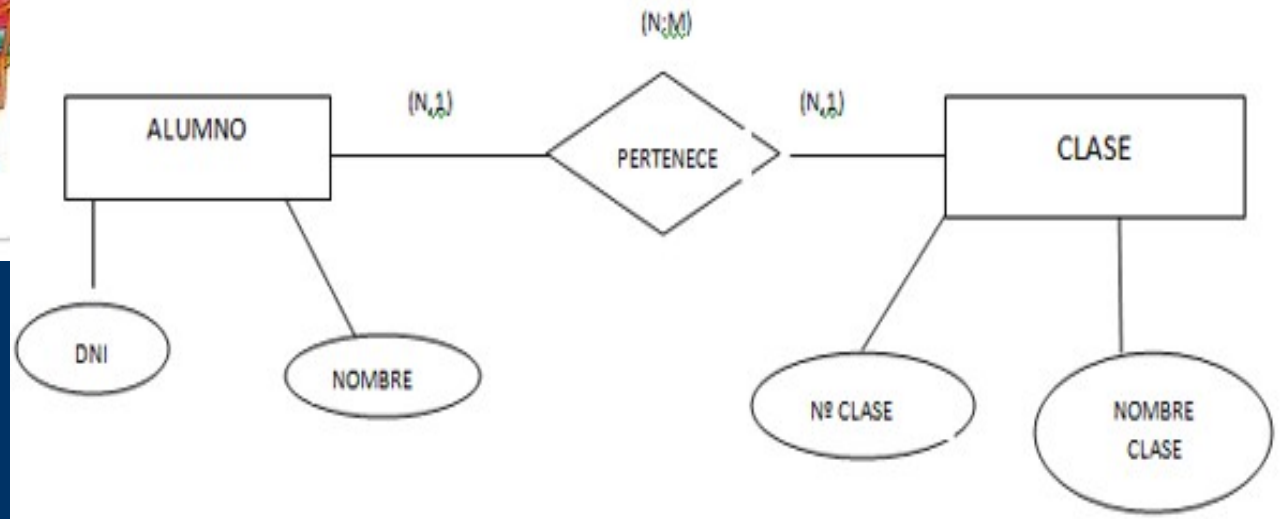 (N:M)
ALUMNO
(N,1)
PERTENECE
(N,1)
CLASE
DNI
NOMBRE
Nº CLASE
NOMBRE
CLASE